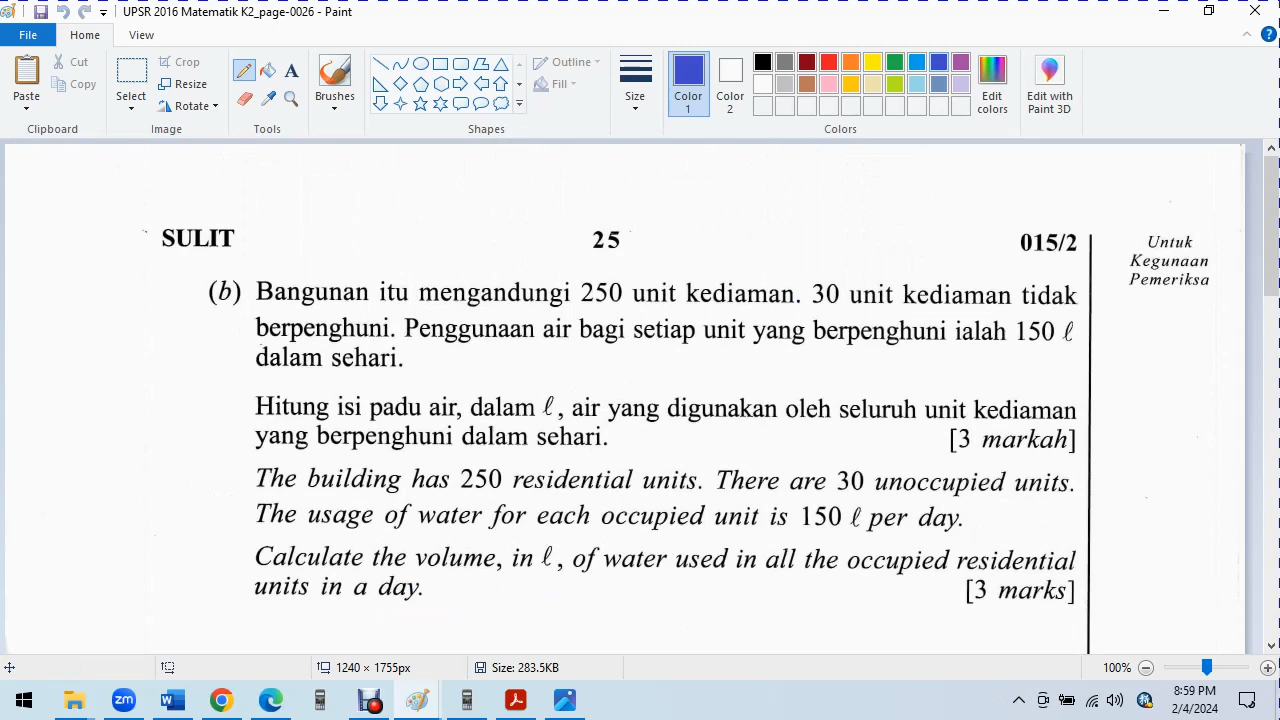 UPSR 2016 Matematik K2_page-0026 - Paint
File Home View
Paste Cut Copy Select Crop Resize Rotate Brushes Size Outline Fill Color 1 Color 2 Edit colors Edit with Paint 3D
Clipboard Image Tools Shapes Colors
SULIT 25 015/2
Untuk
Kegunaan
Pemeriksa
(b) Bangunan itu mengandungi 250 unit kediaman. 30 unit kediaman tidak
berpenghuni. Penggunaan air bagi setiap unit yang berpenghuni ialah 150 ℓ
dalam sehari.
Hitung isi padu air, dalam ℓ, air yang digunakan oleh seluruh unit kediaman
yang berpenghuni dalam sehari. [3 markah]
The building has 250 residential units. There are 30 unoccupied units.
The usage of water for each occupied unit is 150 ℓ per day.
Calculate the volume, in ℓ, of water used in all the occupied residential
units in a day. [3 marks]
1240 × 1755px Size: 283.5KB 100%
8:59 PM
2/4/2024